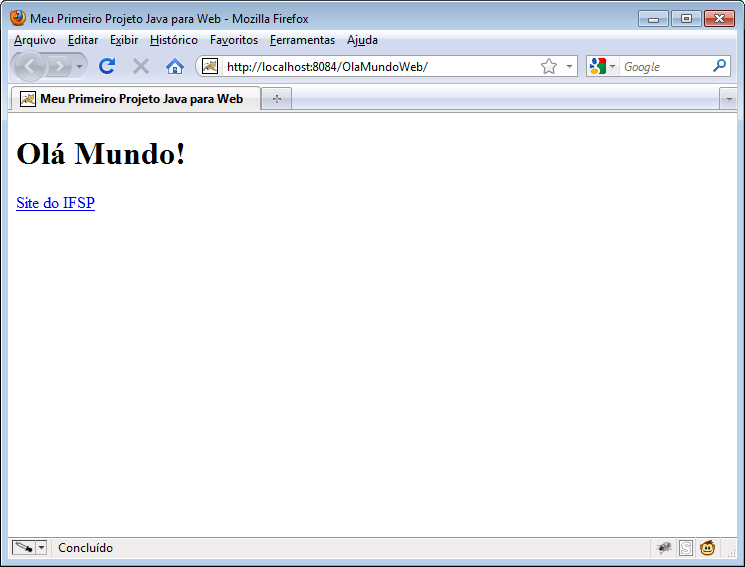 Meu Primeiro Projeto Java para Web - Mozilla Firefox
Arquivo Editar Exibir Histórico Favoritos Ferramentas Ajuda
http://localhost:8084/OlaMundoWeb/ Google
Meu Primeiro Projeto Java para Web
Olá Mundo!
Site do IFSP
Concluído